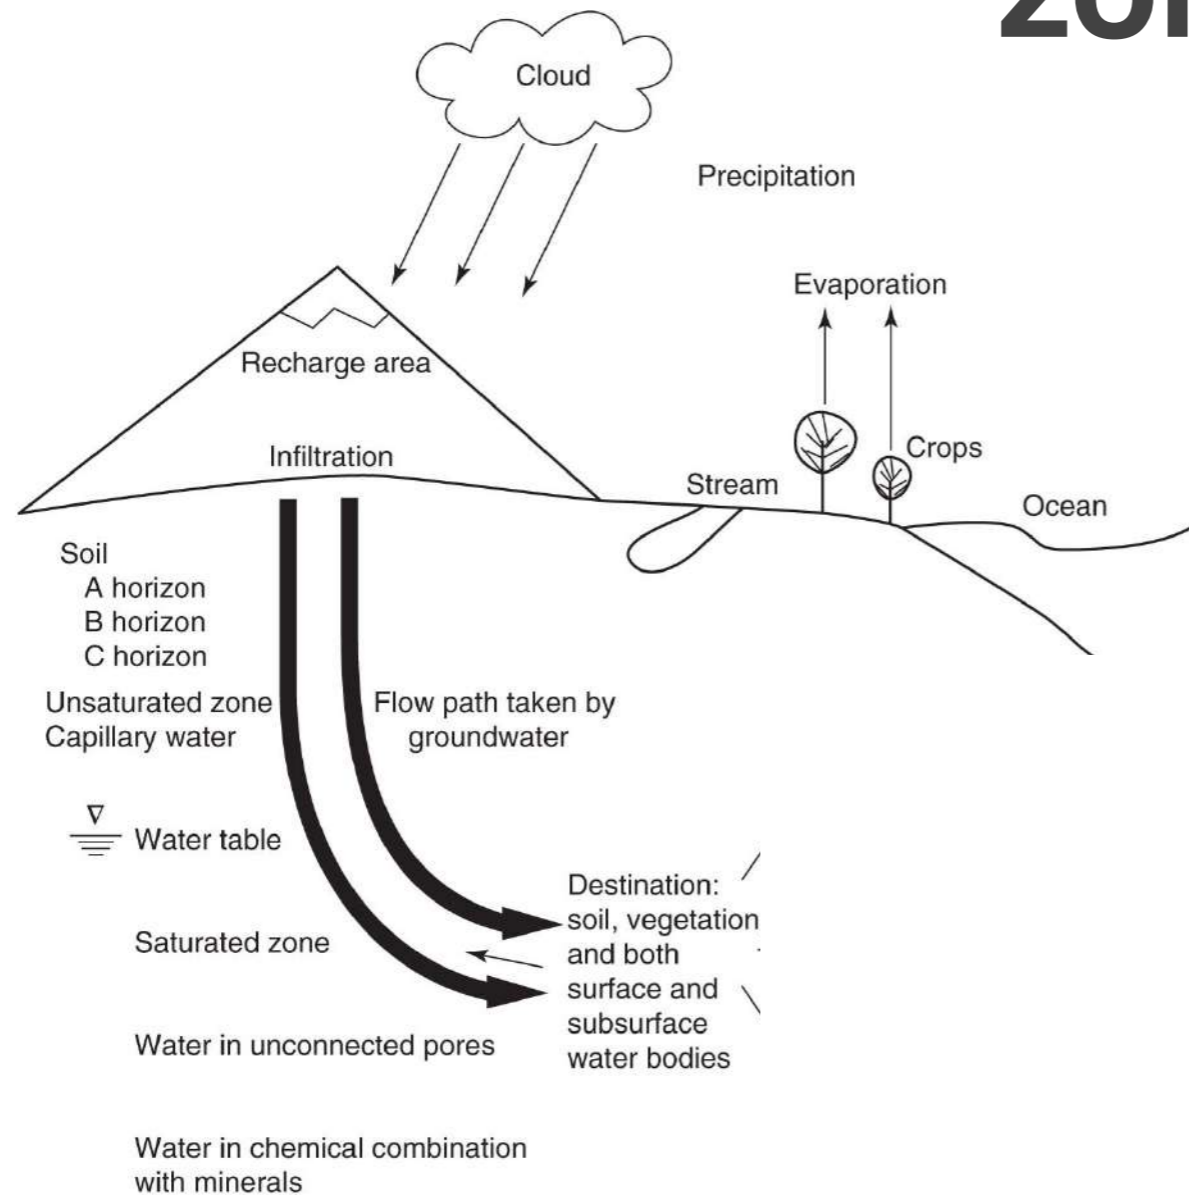 Cloud
Precipitation
Evaporation
Recharge area
Infiltration
Crops
Stream
Ocean
Soil
A horizon
B horizon
C horizon
Unsaturated zone
Capillary water
Flow path taken by
groundwater
Water table
Destination:
soil, vegetation
and both
surface and
subsurface
water bodies
Saturated zone
Water in unconnected pores
Water in chemical combination
with minerals